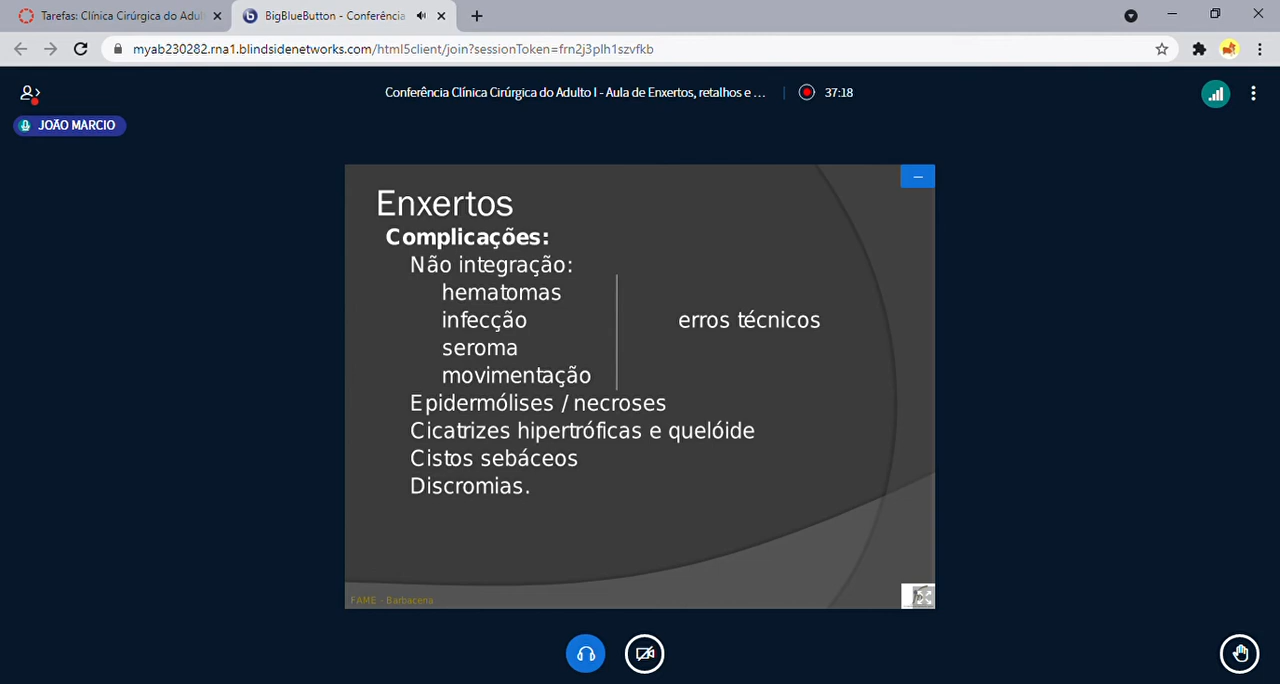 Tarefas: Clínica Cirúrgica do Adul
BigBlueButton - Conferência
myab230282.rna1.blindsidenetworks.com/html5client/join?sessionToken=frn2j3plh1szvfkb
Conferência Clínica Cirúrgica do Adulto I - Aula de Enxertos, retalhos e ...
37:18
JOÃO MARCIO
Enxertos
Complicações:
Não integração:
hematomas
infecção
erros técnicos
seroma
movimentação
Epidermólises / necroses
Cicatrizes hipertróficas e quelóide
Cistos sebáceos
Discromias.
FAME - Barbacena